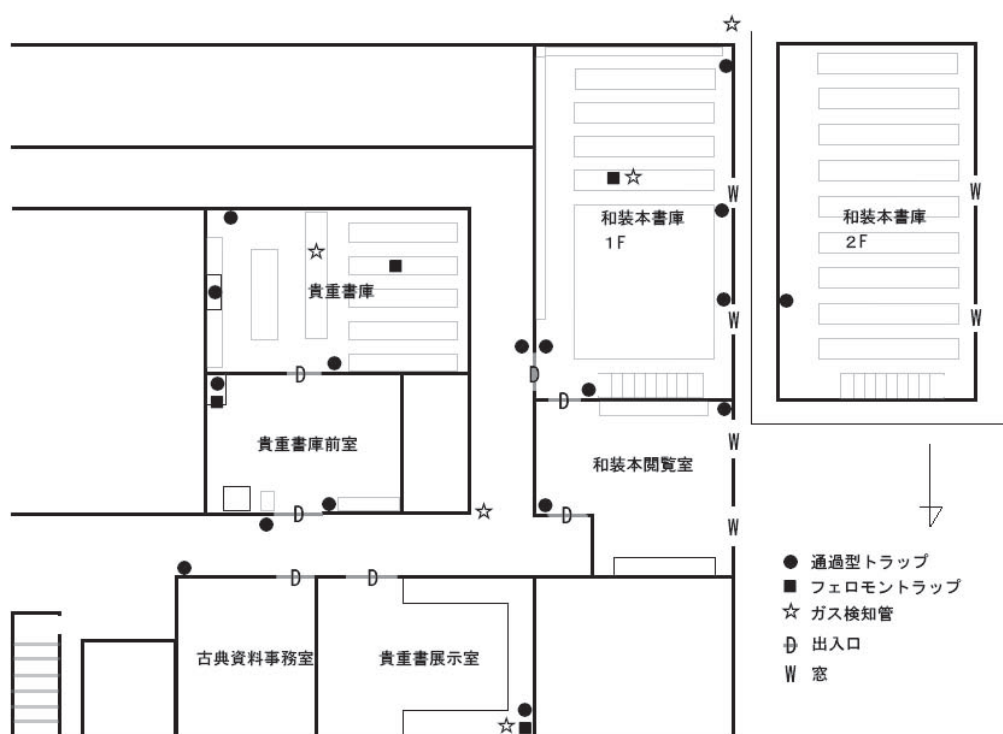 和装本書庫
1F
W
和装本書庫
2F
W
貴重書庫
W
W
D
D
D
貴重書庫前室
和装本閲覧室
W
D
D
W
通過型トラップ
フェロモントラップ
ガス検知管
D 出入口
W 窓
D
D
古典資料事務室
貴重書展示室